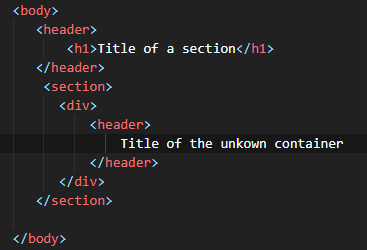 <body>
<header>
<h1>Title of a section</h1>
</header>
<section>
<div>
<header>
Title of the unkown container
</header>
</div>
</section>
</body>